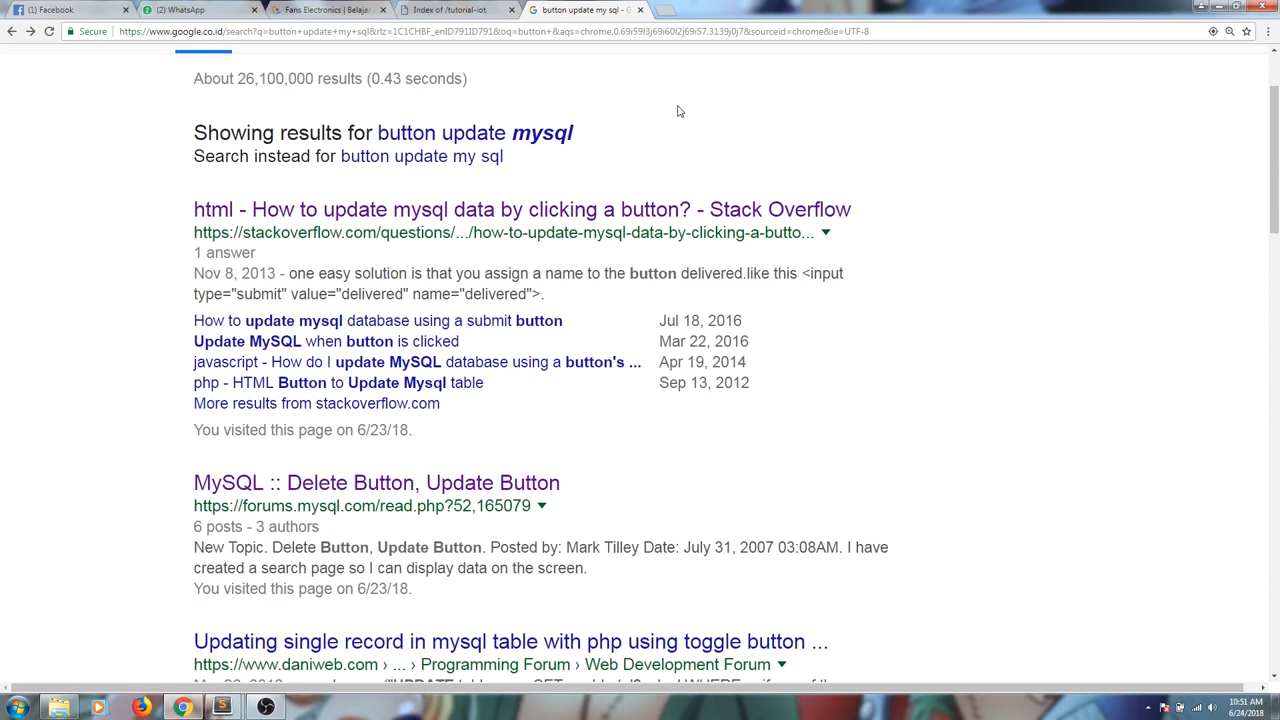 (1) Facebook
(2) WhatsApp
Fans Electronics | Belajar
Index of /tutorial-iot
button update my sql - G
Secure
https://www.google.co.id/search?q=button+update+my+sql&rlz=1C1CHBF_enID791ID791&oq=button+&aqs=chrome.0.69i59l3j69i60l2j69i57.3139j0j7&sourceid=chrome&ie=UTF-8
About 26,100,000 results (0.43 seconds)
Showing results for button update mysql
Search instead for button update my sql
html - How to update mysql data by clicking a button? - Stack Overflow
https://stackoverflow.com/questions/.../how-to-update-mysql-data-by-clicking-a-butto...
1 answer
Nov 8, 2013 - one easy solution is that you assign a name to the button delivered.like this <input
type="submit" value="delivered" name="delivered">.
How to update mysql database using a submit button Jul 18, 2016
Update MySQL when button is clicked Mar 22, 2016
javascript - How do I update MySQL database using a button's ... Apr 19, 2014
php - HTML Button to Update Mysql table Sep 13, 2012
More results from stackoverflow.com
You visited this page on 6/23/18.
MySQL :: Delete Button, Update Button
https://forums.mysql.com/read.php?52,165079
6 posts - 3 authors
New Topic. Delete Button, Update Button. Posted by: Mark Tilley Date: July 31, 2007 03:08AM. I have
created a search page so I can display data on the screen.
You visited this page on 6/23/18.
Updating single record in mysql table with php using toggle button ...
https://www.daniweb.com › ... › Programming Forum › Web Development Forum
10:51 AM
6/24/2018